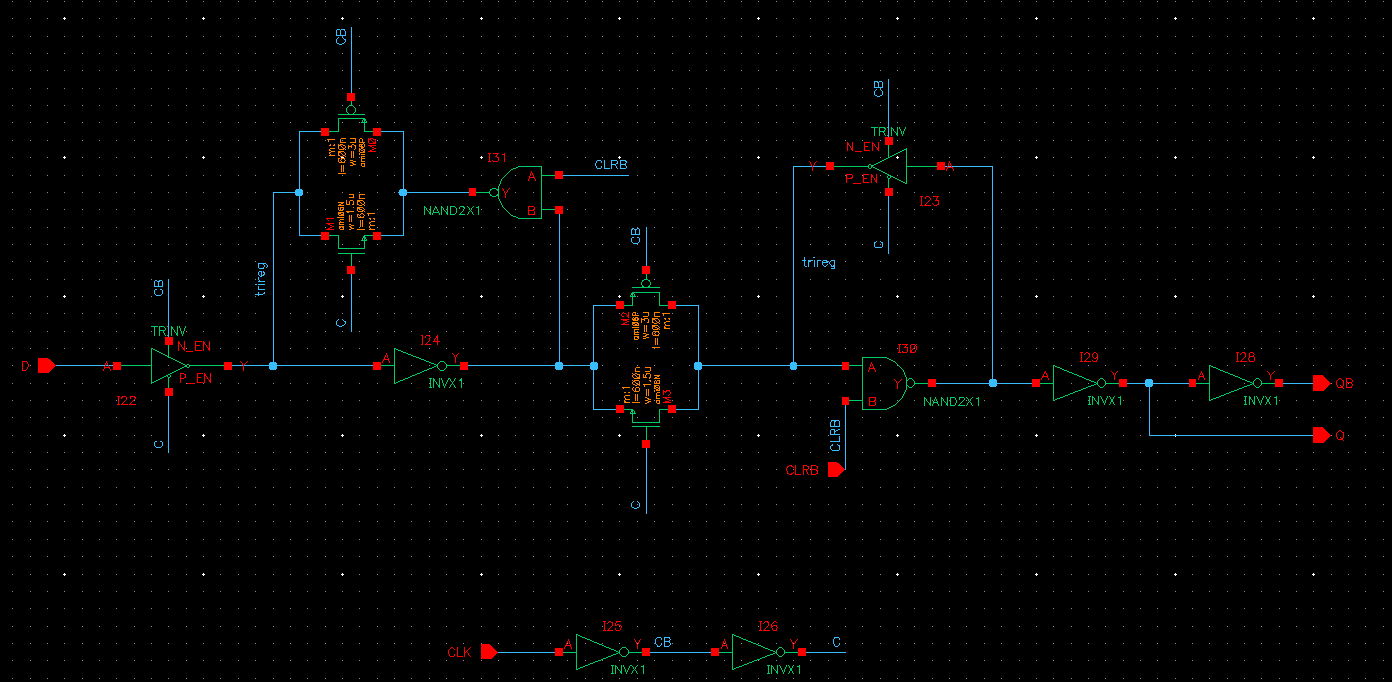 CB
m:1
l=600n
w=3u
ami06P
M0
M1
ami06N
w=1.5u
l=600n
m:1
C
I31
A
CLRB
Y
B
NAND2X1
trireg
CB
TRINV
N_EN
D
A
Y
P_EN
I22
C
I24
A
Y
INVX1
CB
M2
ami06P
w=3u
l=600n
m:1
m:1
l=600n
w=1.5u
ami06N
M3
C
CB
TRINV
N_EN
Y
A
P_EN
I23
C
trireg
I30
A
Y
B
NAND2X1
CLRB
CLRB
I29
A
Y
INVX1
I28
A
Y
INVX1
QB
Q
I25
CLK
A
Y
CB
INVX1
I26
A
Y
C
INVX1